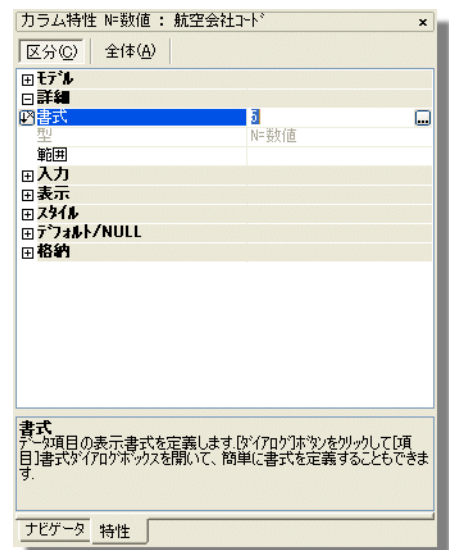 カラム特性 N=数値 : 航空会社ｺｰﾄﾞ
区分(C) 全体(A)
ﾓﾃﾞﾙ
詳細
書式 5 ...
型 N=数値
範囲
入力
表示
ｽﾀｲﾙ
ﾃﾞﾌｫﾙﾄ/NULL
格納
書式
ﾃﾞｰﾀ項目の表示書式を定義します.[ﾀﾞｲｱﾛｸﾞ]ﾎﾞﾀﾝをｸﾘｯｸして[項
目]書式ﾀﾞｲｱﾛｸﾞﾎﾞｯｸｽを開いて、簡単に書式を定義することもできま
す.
ナビゲータ 特性